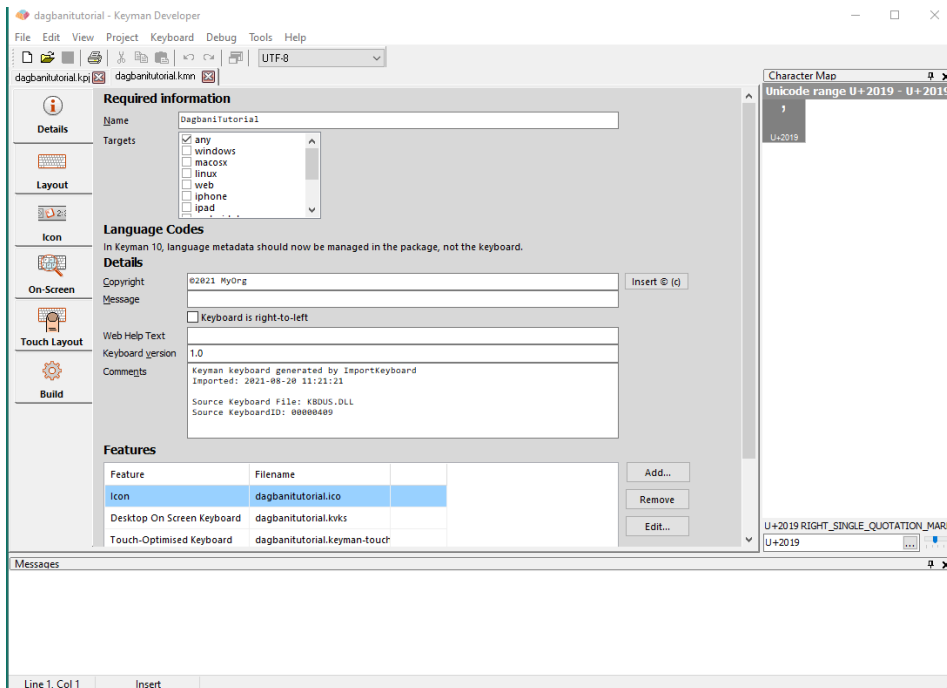 dagbanitutorial - Keyman Developer
File Edit View Project Keyboard Debug Tools Help
UTF-8
dagbanitutorial.kpj dagbanitutorial.kmn
Details
Layout
Icon
On-Screen
Touch Layout
Build
Required information
Name DagbaniTutorial
Targets any
windows
macosx
linux
web
iphone
ipad
Language Codes
In Keyman 10, language metadata should now be managed in the package, not the keyboard.
Details
Copyright ©2021 MyOrg Insert © (c)
Message
Keyboard is right-to-left
Web Help Text
Keyboard version 1.0
Comments Keyman keyboard generated by ImportKeyboard
Imported: 2021-08-20 11:21:21
Source Keyboard File: KBDUS.DLL
Source KeyboardID: 00000409
Features
Feature Filename
Icon dagbanitutorial.ico
Desktop On Screen Keyboard dagbanitutorial.kvks
Touch-Optimised Keyboard dagbanitutorial.keyman-touch
Add...
Remove
Edit...
Character Map
Unicode range U+2019 - U+2019
’
U+2019
U+2019 RIGHT_SINGLE_QUOTATION_MAR
U+2019 ...
Messages
Line 1, Col 1 Insert